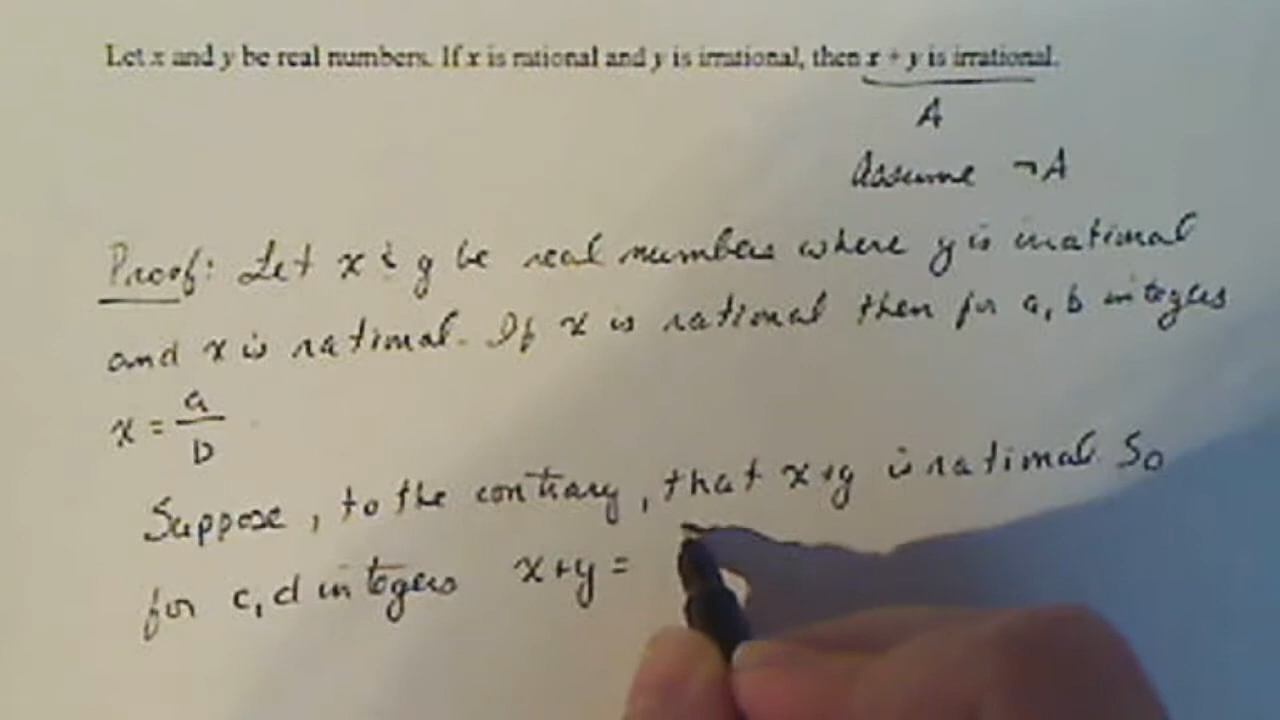 Let x and y be real numbers. If x is rational and y is irrational, then x + y is irrational.
A
Assume ¬A
Proof: Let x & y be real numbers where y is irrational
and x is rational. If x is rational then for a, b integers
x = a/b
Suppose, to the contrary, that x+y is rational. So
for c, d integers x+y =